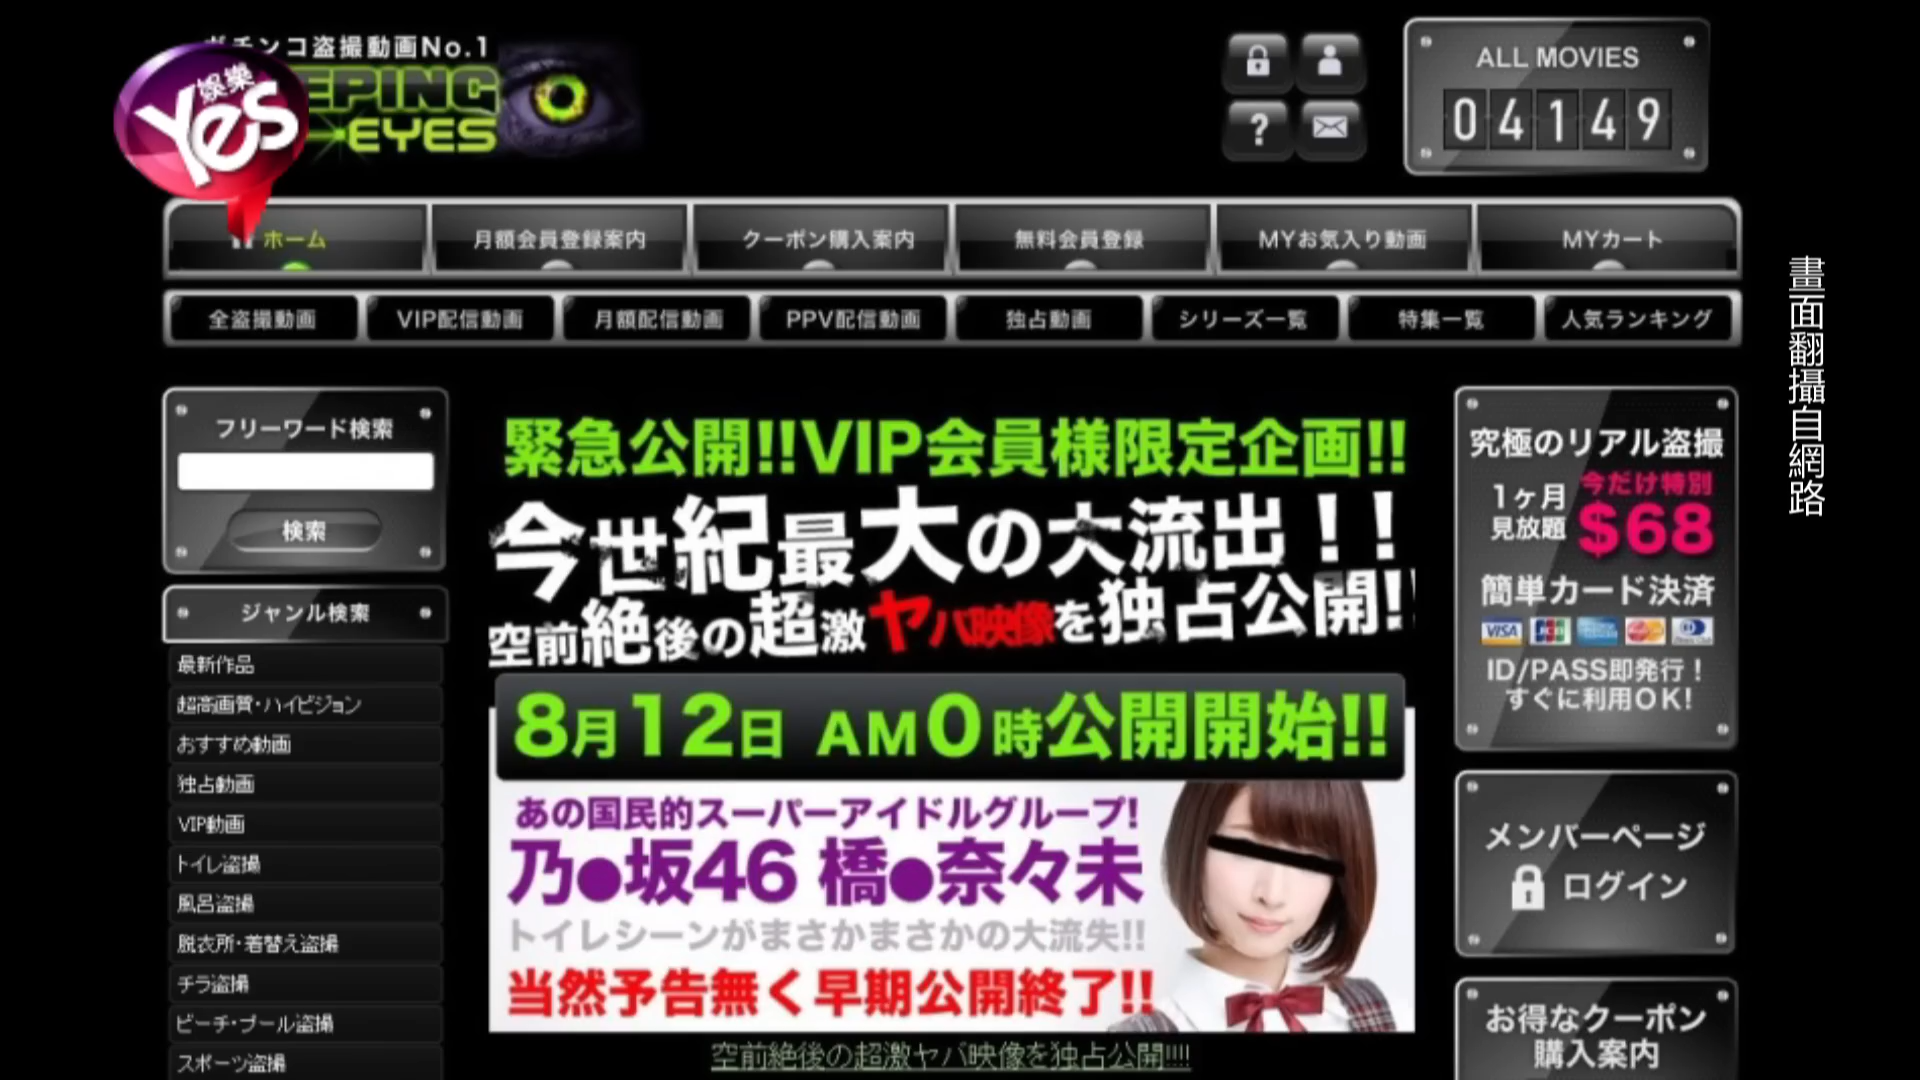 ガチンコ盗撮動画No.1
EPING
EYES
娛樂
Yes
ALL MOVIES
04149
ホーム
月額会員登録案内
クーポン購入案内
無料会員登録
MYお気入り動画
MYカート
全盗撮動画
VIP配信動画
月額配信動画
PPV配信動画
独占動画
シリーズ一覧
特集一覧
人気ランキング
畫面翻攝自網路
フリーワード検索
検索
ジャンル検索
最新作品
超高画質・ハイビジョン
おすすめ動画
独占動画
VIP動画
トイレ盗撮
風呂盗撮
脱衣所・着替え盗撮
チラ盗撮
ビーチ・プール盗撮
スポーツ盗撮
緊急公開!!VIP会員様限定企画!!
今世紀最大の大流出!!
空前絶後の超激ヤバ映像を独占公開!!
8月12日 AM0時公開開始!!
あの国民的スーパーアイドルグループ!
乃●坂46 橋●奈々未
トイレシーンがまさかまさかの大流失!!
当然予告無く早期公開終了!!
空前絶後の超激ヤバ映像を独占公開!!!!
究極のリアル盗撮
1ヶ月
見放題
今だけ特別
$68
簡単カード決済
VISA
JCB
ID/PASS即発行!
すぐに利用OK!
メンバーページ
ログイン
お得なクーポン
購入案内